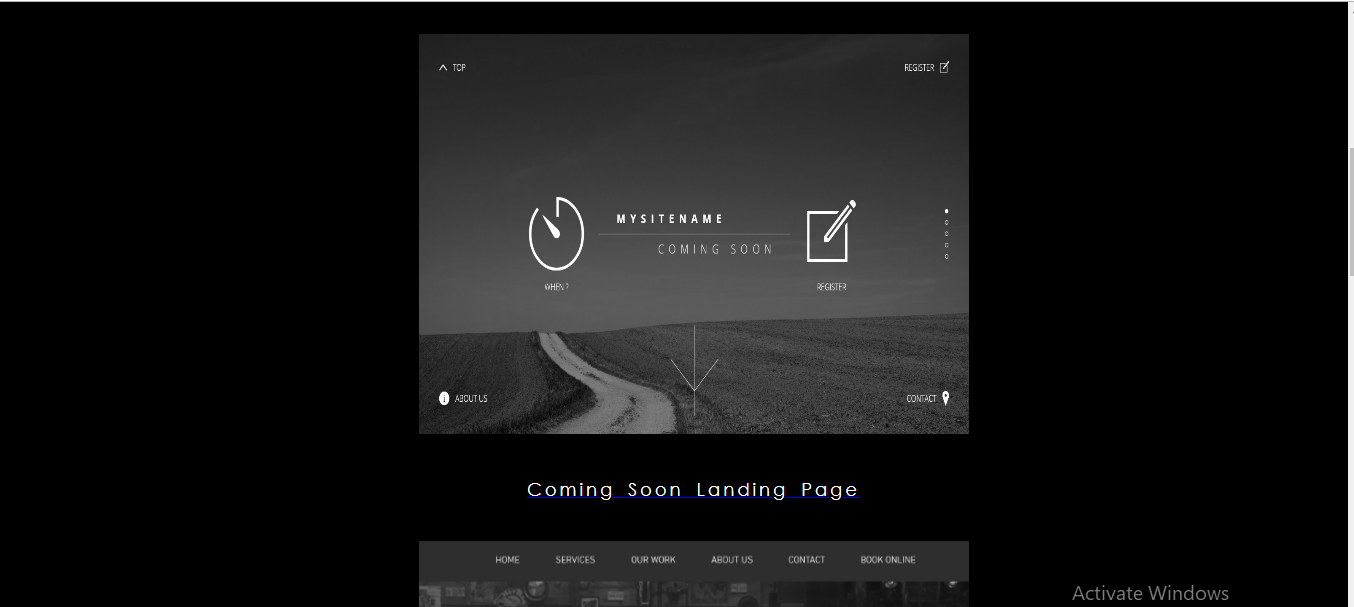 TOP
REGISTER
MYSITENAME
COMING SOON
WHEN ?
REGISTER
ABOUT US
CONTACT
Coming Soon Landing Page
HOME SERVICES OUR WORK ABOUT US CONTACT BOOK ONLINE
Activate Windows